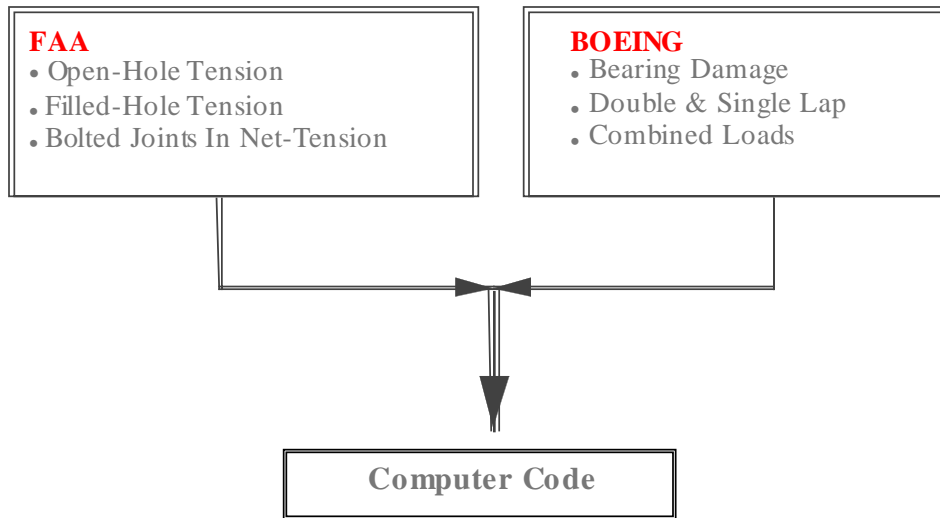 FAA
• Open-Hole Tension
• Filled-Hole Tension
• Bolted Joints In Net-Tension
BOEING
• Bearing Damage
• Double & Single Lap
• Combined Loads
Computer Code